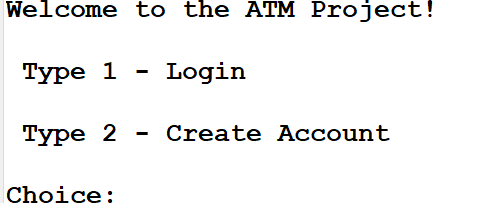 Welcome to the ATM Project!
Type 1 - Login
Type 2 - Create Account
Choice: